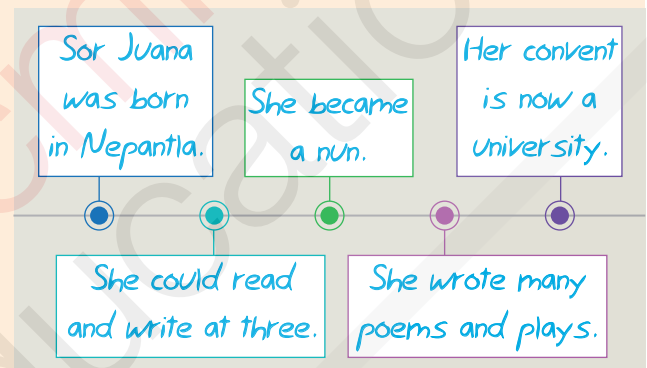 Sor Juana
was born
in Nepantla.
She could read
and write at three.
She became
a nun.
She wrote many
poems and plays.
Her convent
is now a
university.